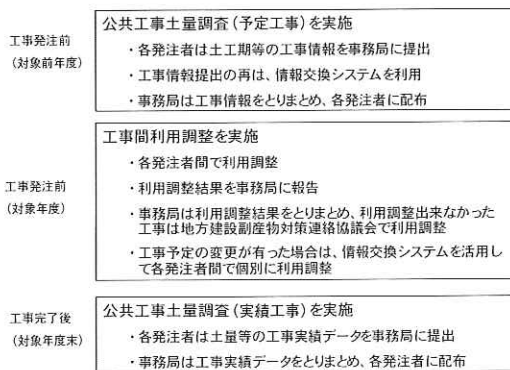 工事発注前
(対象前年度)
公共工事土量調査(予定工事)を実施
・各発注者は土工期等の工事情報を事務局に提出
・工事情報提出の再は、情報交換システムを利用
・事務局は工事情報をとりまとめ、各発注者に配布
工事発注前
(対象年度)
工事間利用調整を実施
・各発注者間で利用調整
・利用調整結果を事務局に報告
・事務局は利用調整結果をとりまとめ、利用調整出来なかった
工事は地方建設副産物対策連絡協議会で利用調整
・工事予定の変更が有った場合は、情報交換システムを活用し
て各発注者間で個別に利用調整
工事完了後
(対象年度末)
公共工事土量調査(実績工事)を実施
・各発注者は土量等の工事実績データを事務局に提出
・事務局は工事実績データをとりまとめ、各発注者に配布